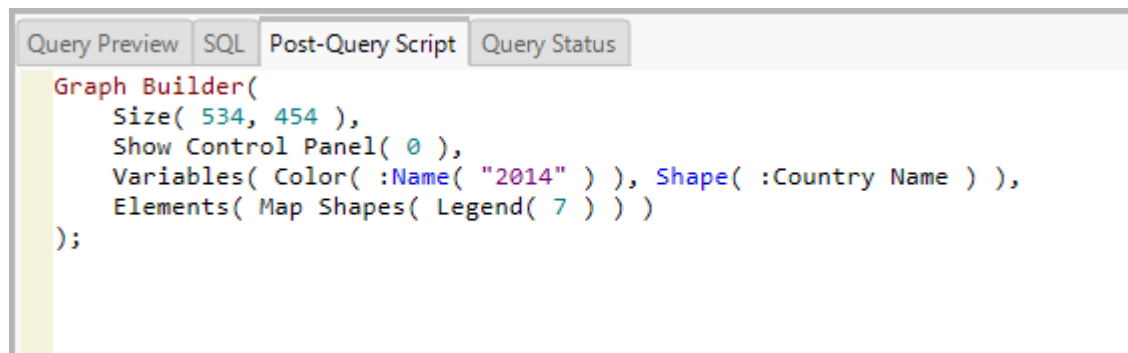 Query Preview SQL Post-Query Script Query Status
Graph Builder(
    Size( 534, 454 ),
    Show Control Panel( 0 ),
    Variables( Color( :Name( "2014" ) ), Shape( :Country Name ) ),
    Elements( Map Shapes( Legend( 7 ) ) )
);